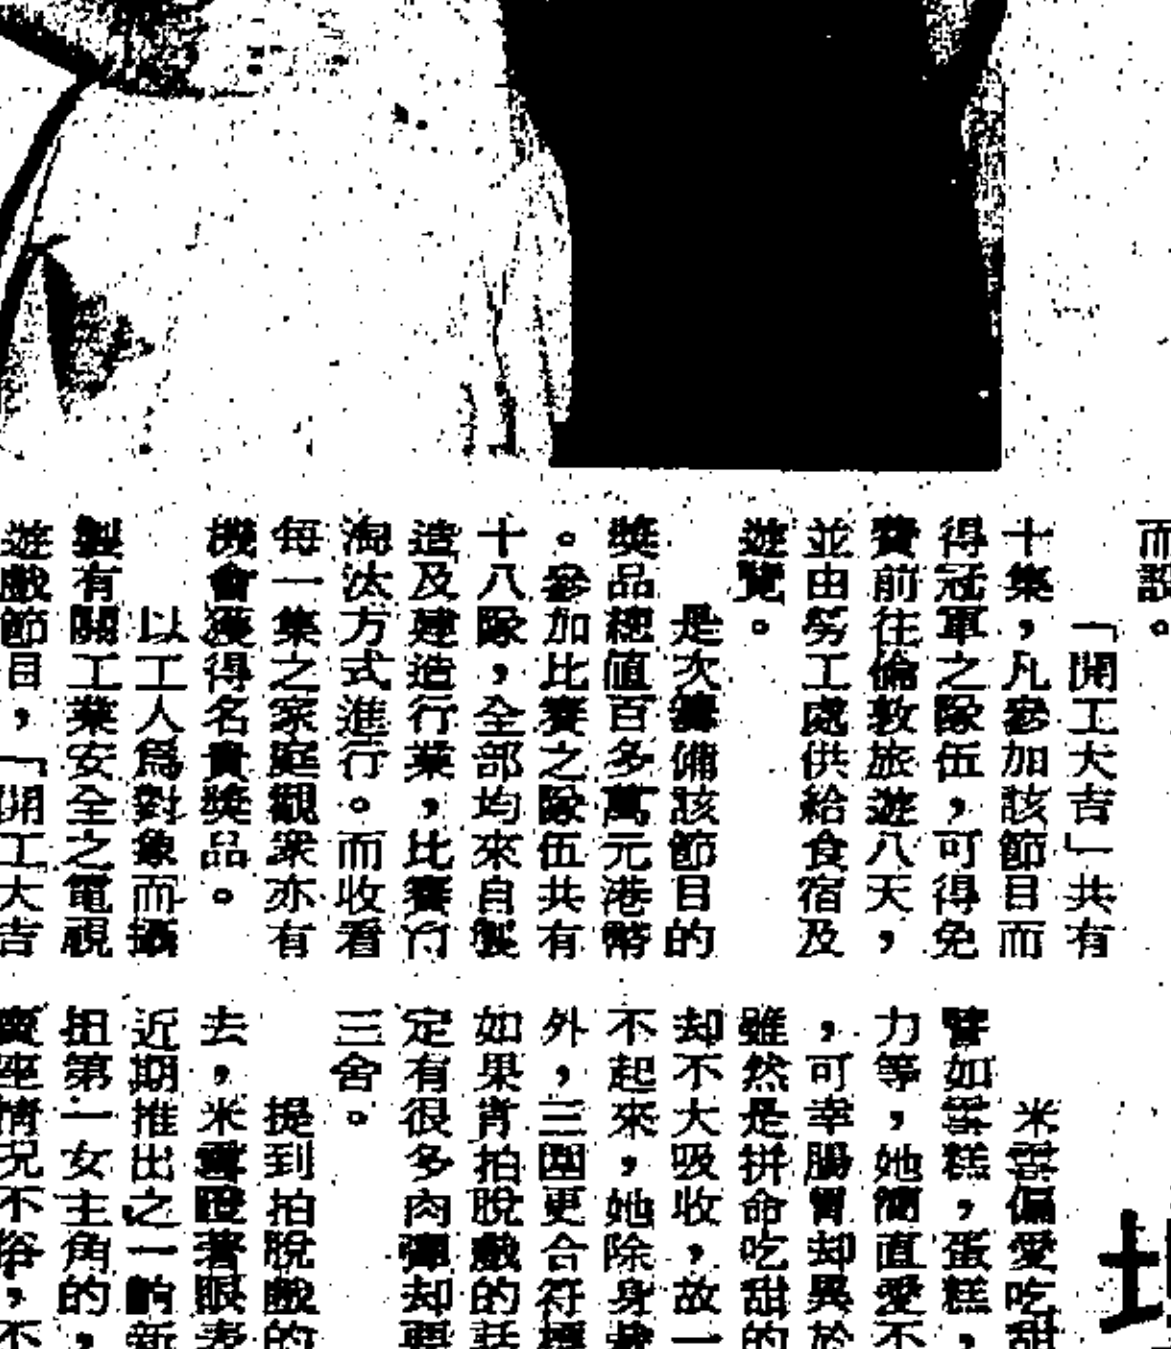 而設。
「開工大吉」共有
十集,凡參加該節目而
得冠軍之隊伍,可得免
費前往倫敦旅遊八天,
並由勞工處供給食宿及
遊覽。
是次籌備該節目的
獎品總值百多萬元港幣
。參加比賽之隊伍共有
十八隊,全部均來自製
造及建造行業,比賽以
淘汰方式進行。而收看
每一集之家庭觀衆亦有
機會獲得名貴獎品。
以工人爲對象而攝
製有關工業安全之電視
遊戲節目,「開工大吉
米雪偏愛吃甜
譬如雲糕,蛋糕,
力等,她簡直愛不
,可幸腸胃却異於
雖然是拼命吃甜的
却不大吸收,故一
不起來,她除身
外,三圍更合符標
如果肯拍脫戲的話
定有很多肉彈却要
三舍。
提到拍脫戲的
去,米雪瞪著眼表
近期推出之一齣新
扭第一女主角的,
賣座情況不俗,不